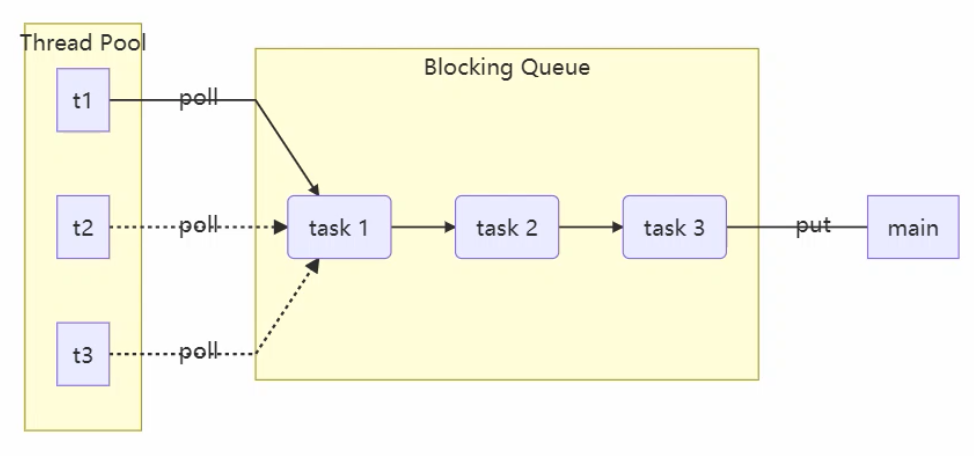 Thread Pool
Blocking Queue
t1
poll
t2
poll
task 1
task 2
task 3
put
main
t3
poll